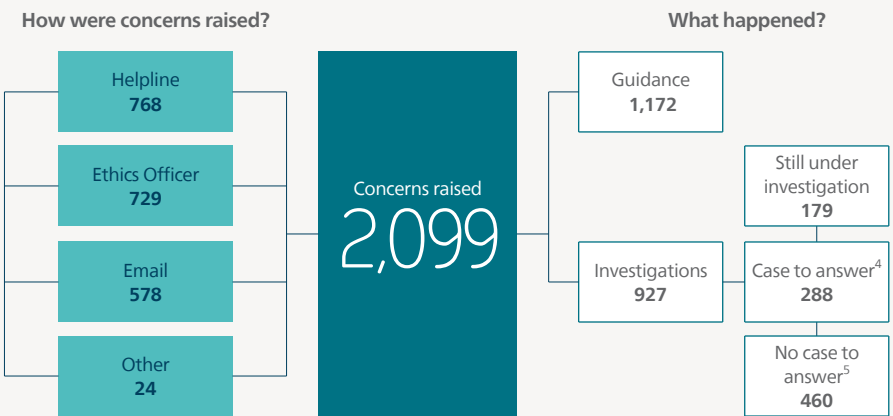 How were concerns raised?
What happened?
Helpline
768
Ethics Officer
729
Email
578
Other
24
Concerns raised
2,099
Guidance
1,172
Investigations
927
Still under
investigation
179
Case to answer4
288
No case to
answer5
460